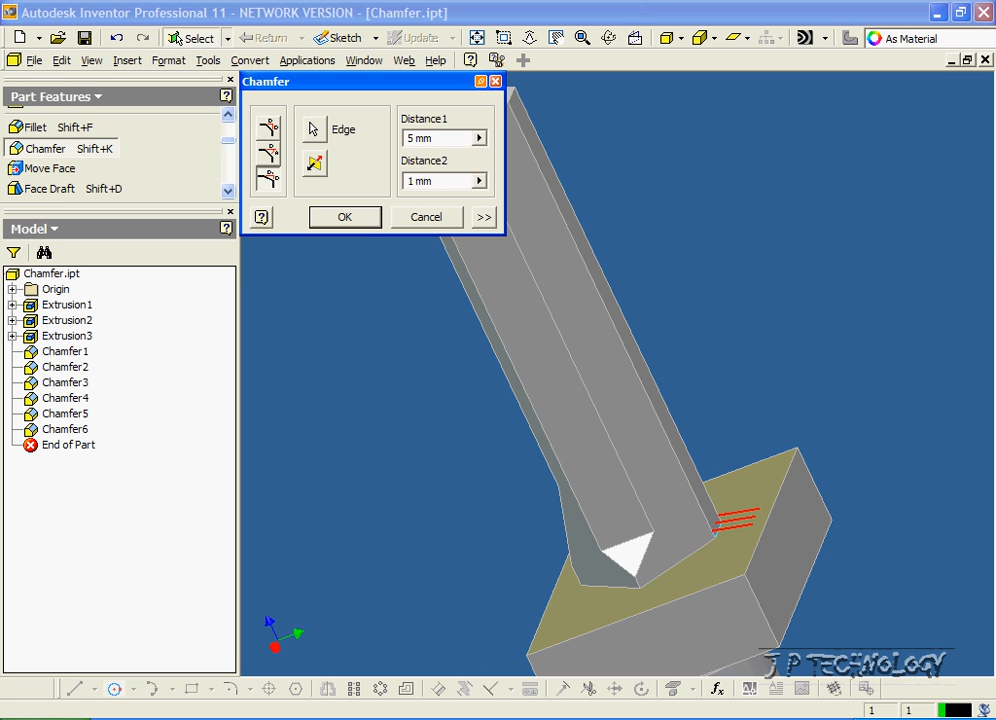 Autodesk Inventor Professional 11 - NETWORK VERSION - [Chamfer.ipt]
Select Return Sketch Update As Material
File Edit View Insert Format Tools Convert Applications Window Web Help
Part Features
Fillet Shift+F
Chamfer Shift+K
Move Face
Face Draft Shift+D
Chamfer
Edge
Distance1
5 mm
Distance2
1 mm
OK Cancel >>
Model
Chamfer.ipt
Origin
Extrusion1
Extrusion2
Extrusion3
Chamfer1
Chamfer2
Chamfer3
Chamfer4
Chamfer5
Chamfer6
End of Part
J P TECHNOLOGY
1 1